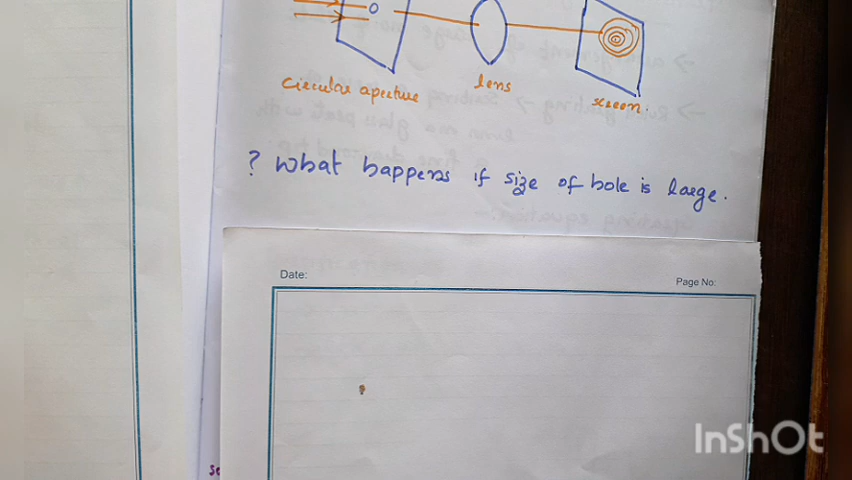 circular aperture
lens
screen.
? What happens if size of hole is large.
Date:
Page No:
InShOt